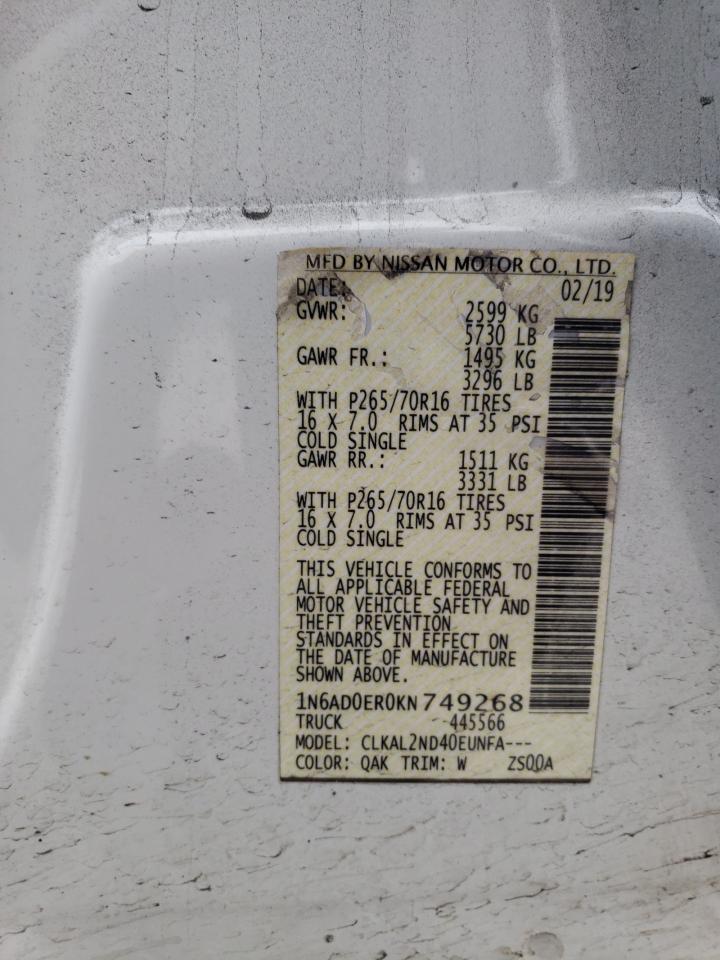 MFD BY NISSAN MOTOR CO., LTD.
DATE: 02/19
GVWR: 2599 KG
5730 LB
GAWR FR.: 1495 KG
3296 LB
WITH P265/70R16 TIRES
16 X 7.0 RIMS AT 35 PSI
COLD SINGLE
GAWR RR.: 1511 KG
3331 LB
WITH P265/70R16 TIRES
16 X 7.0 RIMS AT 35 PSI
COLD SINGLE
THIS VEHICLE CONFORMS TO
ALL APPLICABLE FEDERAL
MOTOR VEHICLE SAFETY AND
THEFT PREVENTION
STANDARDS IN EFFECT ON
THE DATE OF MANUFACTURE
SHOWN ABOVE.
1N6AD0ER0KN749268
TRUCK 445566
MODEL: CLKAL2ND40EUNFA---
COLOR: QAK TRIM: W ZS00A